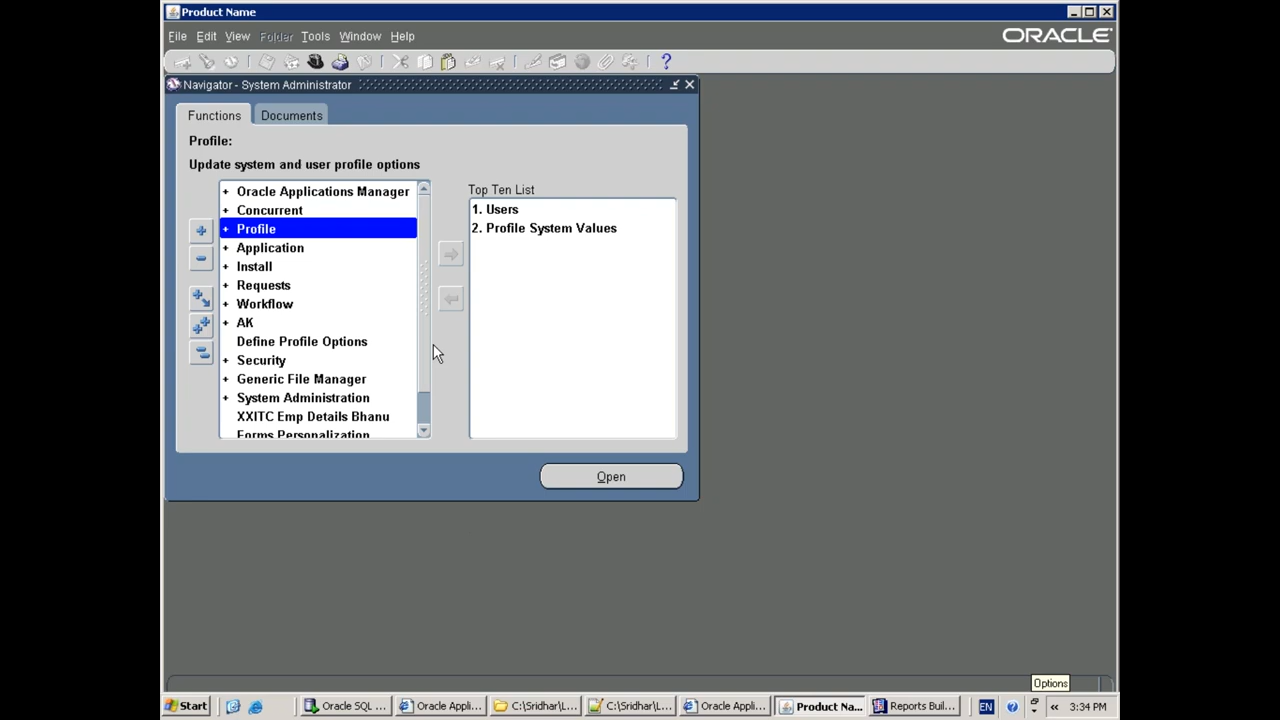 Product Name
File Edit View Folder Tools Window Help
ORACLE
Navigator - System Administrator
Functions Documents
Profile:
Update system and user profile options
+ Oracle Applications Manager
+ Concurrent
+ Profile
+ Application
+ Install
+ Requests
+ Workflow
+ AK
Define Profile Options
+ Security
+ Generic File Manager
+ System Administration
XXITC Emp Details Bhanu
Forms Personalization
Top Ten List
1. Users
2. Profile System Values
Open
Options
Start Oracle SQL ... Oracle Appli... C:\Sridhar\L... C:\Sridhar\L... Oracle Appli... Product Na... Reports Buil... EN « 3:34 PM